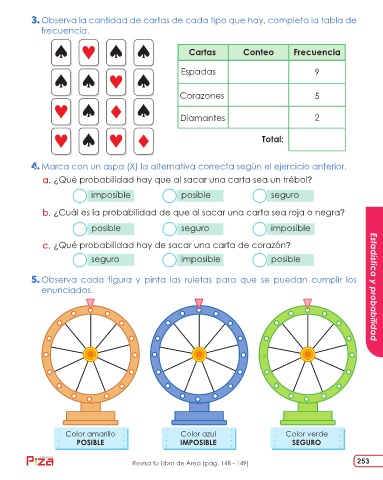 3. Observa la cantidad de cartas de cada tipo que hay, completa la tabla de
frecuencia.
Cartas Conteo Frecuencia
Espadas 9
Corazones 5
Diamantes 2
Total:
4. Marca con un aspa (X) la alternativa correcta según el ejercicio anterior.
a. ¿Qué probabilidad hay que al sacar una carta sea un trébol?
imposible posible seguro
b. ¿Cuál es la probabilidad de que al sacar una carta sea roja o negra?
posible seguro imposible
c. ¿Qué probabilidad hay de sacar una carta de corazón?
seguro imposible posible
Estadística y probabilidad
5. Observa cada figura y pinta las ruletas para que se puedan cumplir los
enunciados.
Color amarillo
POSIBLE
Color azul
IMPOSIBLE
Color verde
SEGURO
Revisa tu Libro de Área (pág. 148 - 149)
253